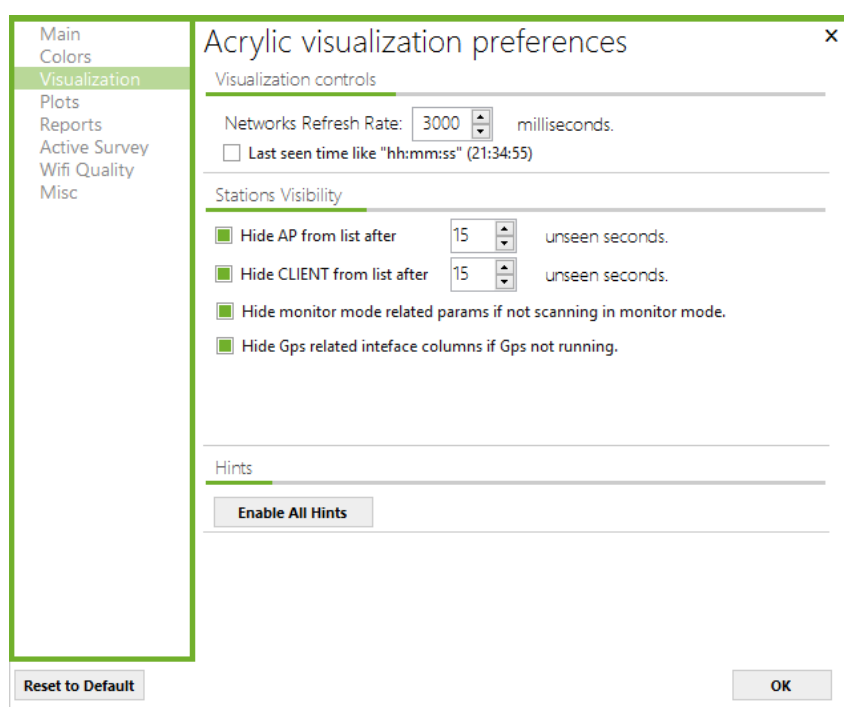 Main
Colors
Visualization
Plots
Reports
Active Survey
Wifi Quality
Misc
Acrylic visualization preferences
×
Visualization controls
Networks Refresh Rate: 3000 milliseconds.
Last seen time like "hh:mm:ss" (21:34:55)
Stations Visibility
Hide AP from list after 15 unseen seconds.
Hide CLIENT from list after 15 unseen seconds.
Hide monitor mode related params if not scanning in monitor mode.
Hide Gps related inteface columns if Gps not running.
Hints
Enable All Hints
Reset to Default
OK